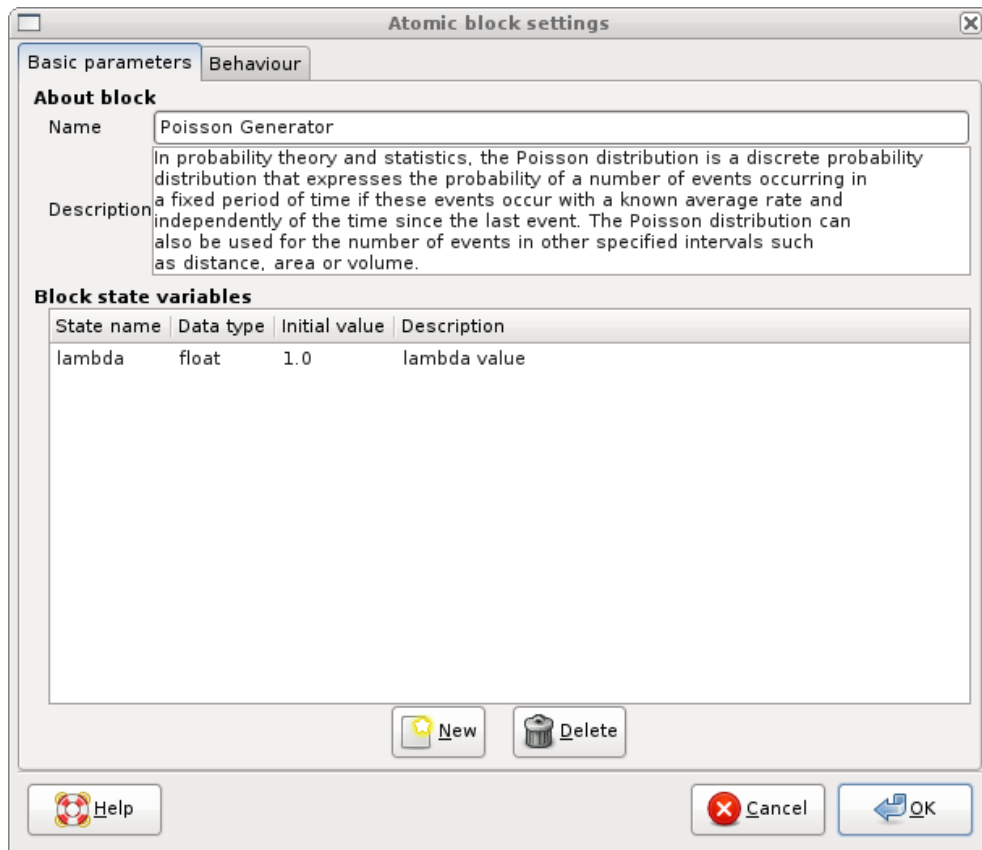 Atomic block settings
Basic parameters Behaviour
About block
Name Poisson Generator
Description
In probability theory and statistics, the Poisson distribution is a discrete probability
distribution that expresses the probability of a number of events occurring in
a fixed period of time if these events occur with a known average rate and
independently of the time since the last event. The Poisson distribution can
also be used for the number of events in other specified intervals such
as distance, area or volume.
Block state variables
State name Data type Initial value Description
lambda float 1.0 lambda value
New Delete
Help Cancel OK